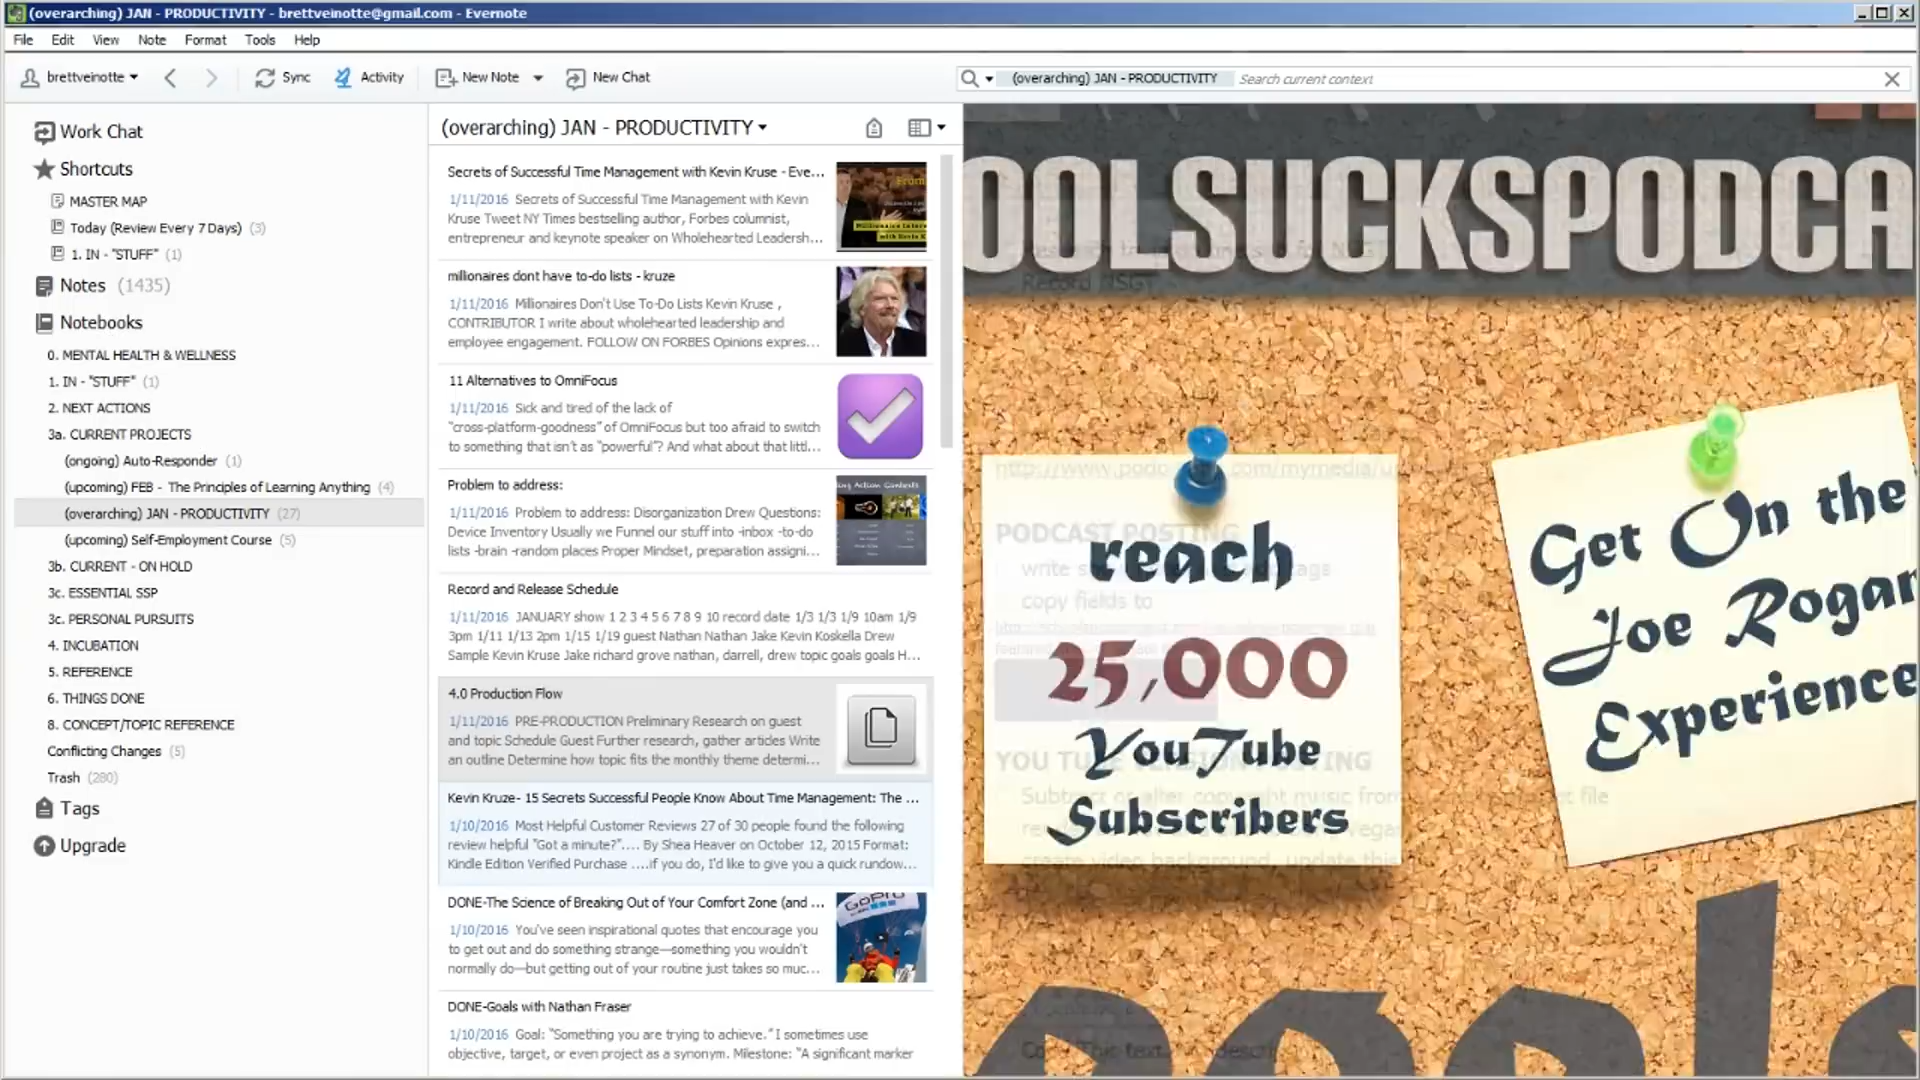 (overarching) JAN - PRODUCTIVITY - brettveinotte@gmail.com - Evernote
File Edit View Note Format Tools Help
brettveinotte Sync Activity New Note New Chat
(overarching) JAN - PRODUCTIVITY Search current context
Work Chat
Shortcuts
MASTER MAP
Today (Review Every 7 Days) (3)
1. IN - "STUFF" (1)
Notes (1435)
Notebooks
0. MENTAL HEALTH & WELLNESS
1. IN - "STUFF" (1)
2. NEXT ACTIONS
3a. CURRENT PROJECTS
(ongoing) Auto-Responder (1)
(upcoming) FEB - The Principles of Learning Anything (4)
(overarching) JAN - PRODUCTIVITY (27)
(upcoming) Self-Employment Course (5)
3b. CURRENT - ON HOLD
3c. ESSENTIAL SSP
3c. PERSONAL PURSUITS
4. INCUBATION
5. REFERENCE
6. THINGS DONE
8. CONCEPT/TOPIC REFERENCE
Conflicting Changes (5)
Trash (280)
Tags
Upgrade
(overarching) JAN - PRODUCTIVITY
Secrets of Successful Time Management with Kevin Kruse - Eve...
1/11/2016 Secrets of Successful Time Management with Kevin
Kruse Tweet NY Times bestselling author, Forbes columnist,
entrepreneur and keynote speaker on Wholehearted Leadersh...
From
millionaires dont have to-do lists - kruze
1/11/2016 Millionaires Don't Use To-Do Lists Kevin Kruse ,
CONTRIBUTOR I write about wholehearted leadership and
employee engagement. FOLLOW ON FORBES Opinions expres...
11 Alternatives to OmniFocus
1/11/2016 Sick and tired of the lack of
"cross-platform-goodness" of OmniFocus but too afraid to switch
to something that isn't as "powerful"? And what about that littl...
Problem to address:
1/11/2016 Problem to address: Disorganization Drew Questions:
Device Inventory Usually we Funnel our stuff into -inbox -to-do
lists -brain -random places Proper Mindset, preparation assigni...
Record and Release Schedule
1/11/2016 JANUARY show 1 2 3 4 5 6 7 8 9 10 record date 1/3 1/3 1/9 10am 1/9
3pm 1/11 1/13 2pm 1/15 1/19 guest Nathan Nathan Jake Kevin Koskella Drew
Sample Kevin Kruse Jake richard grove nathan, darrell, drew topic goals goals H...
4.0 Production Flow
1/11/2016 PRE-PRODUCTION Preliminary Research on guest
and topic Schedule Guest Further research, gather articles Write
an outline Determine how topic fits the monthly theme determi...
Kevin Kruze- 15 Secrets Successful People Know About Time Management: The ...
1/10/2016 Most Helpful Customer Reviews 27 of 30 people found the following
review helpful "Got a minute?".... By Shea Heaver on October 12, 2015 Format:
Kindle Edition Verified Purchase ....if you do, I'd like to give you a quick rundow...
DONE-The Science of Breaking Out of Your Comfort Zone (and ...
1/10/2016 You've seen inspirational quotes that encourage you
to get out and do something strange—something you wouldn't
normally do—but getting out of your routine just takes so muc...
GoPro
DONE-Goals with Nathan Fraser
1/10/2016 Goal: "Something you are trying to achieve." I sometimes use
objective, target, or even project as a synonym. Milestone: "A significant marker
OOLSUCKSPODCA
Record NSGT
PODCAST POSTING
copy fields to
reach
25,000
YouTube
Subscribers
Get On the
Joe Rogan
Experience